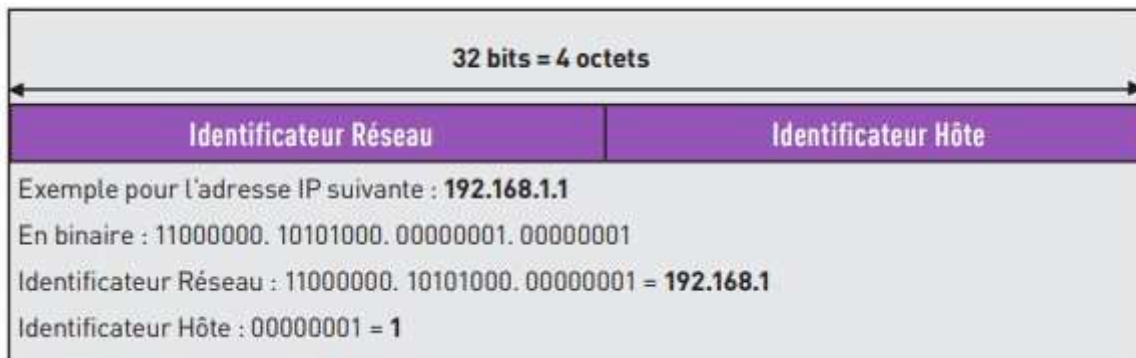 32 bits = 4 octets
Identificateur Réseau
Identificateur Hôte
Exemple pour l'adresse IP suivante : 192.168.1.1
En binaire : 11000000. 10101000. 00000001. 00000001
Identificateur Réseau : 11000000. 10101000. 00000001 = 192.168.1
Identificateur Hôte : 00000001 = 1